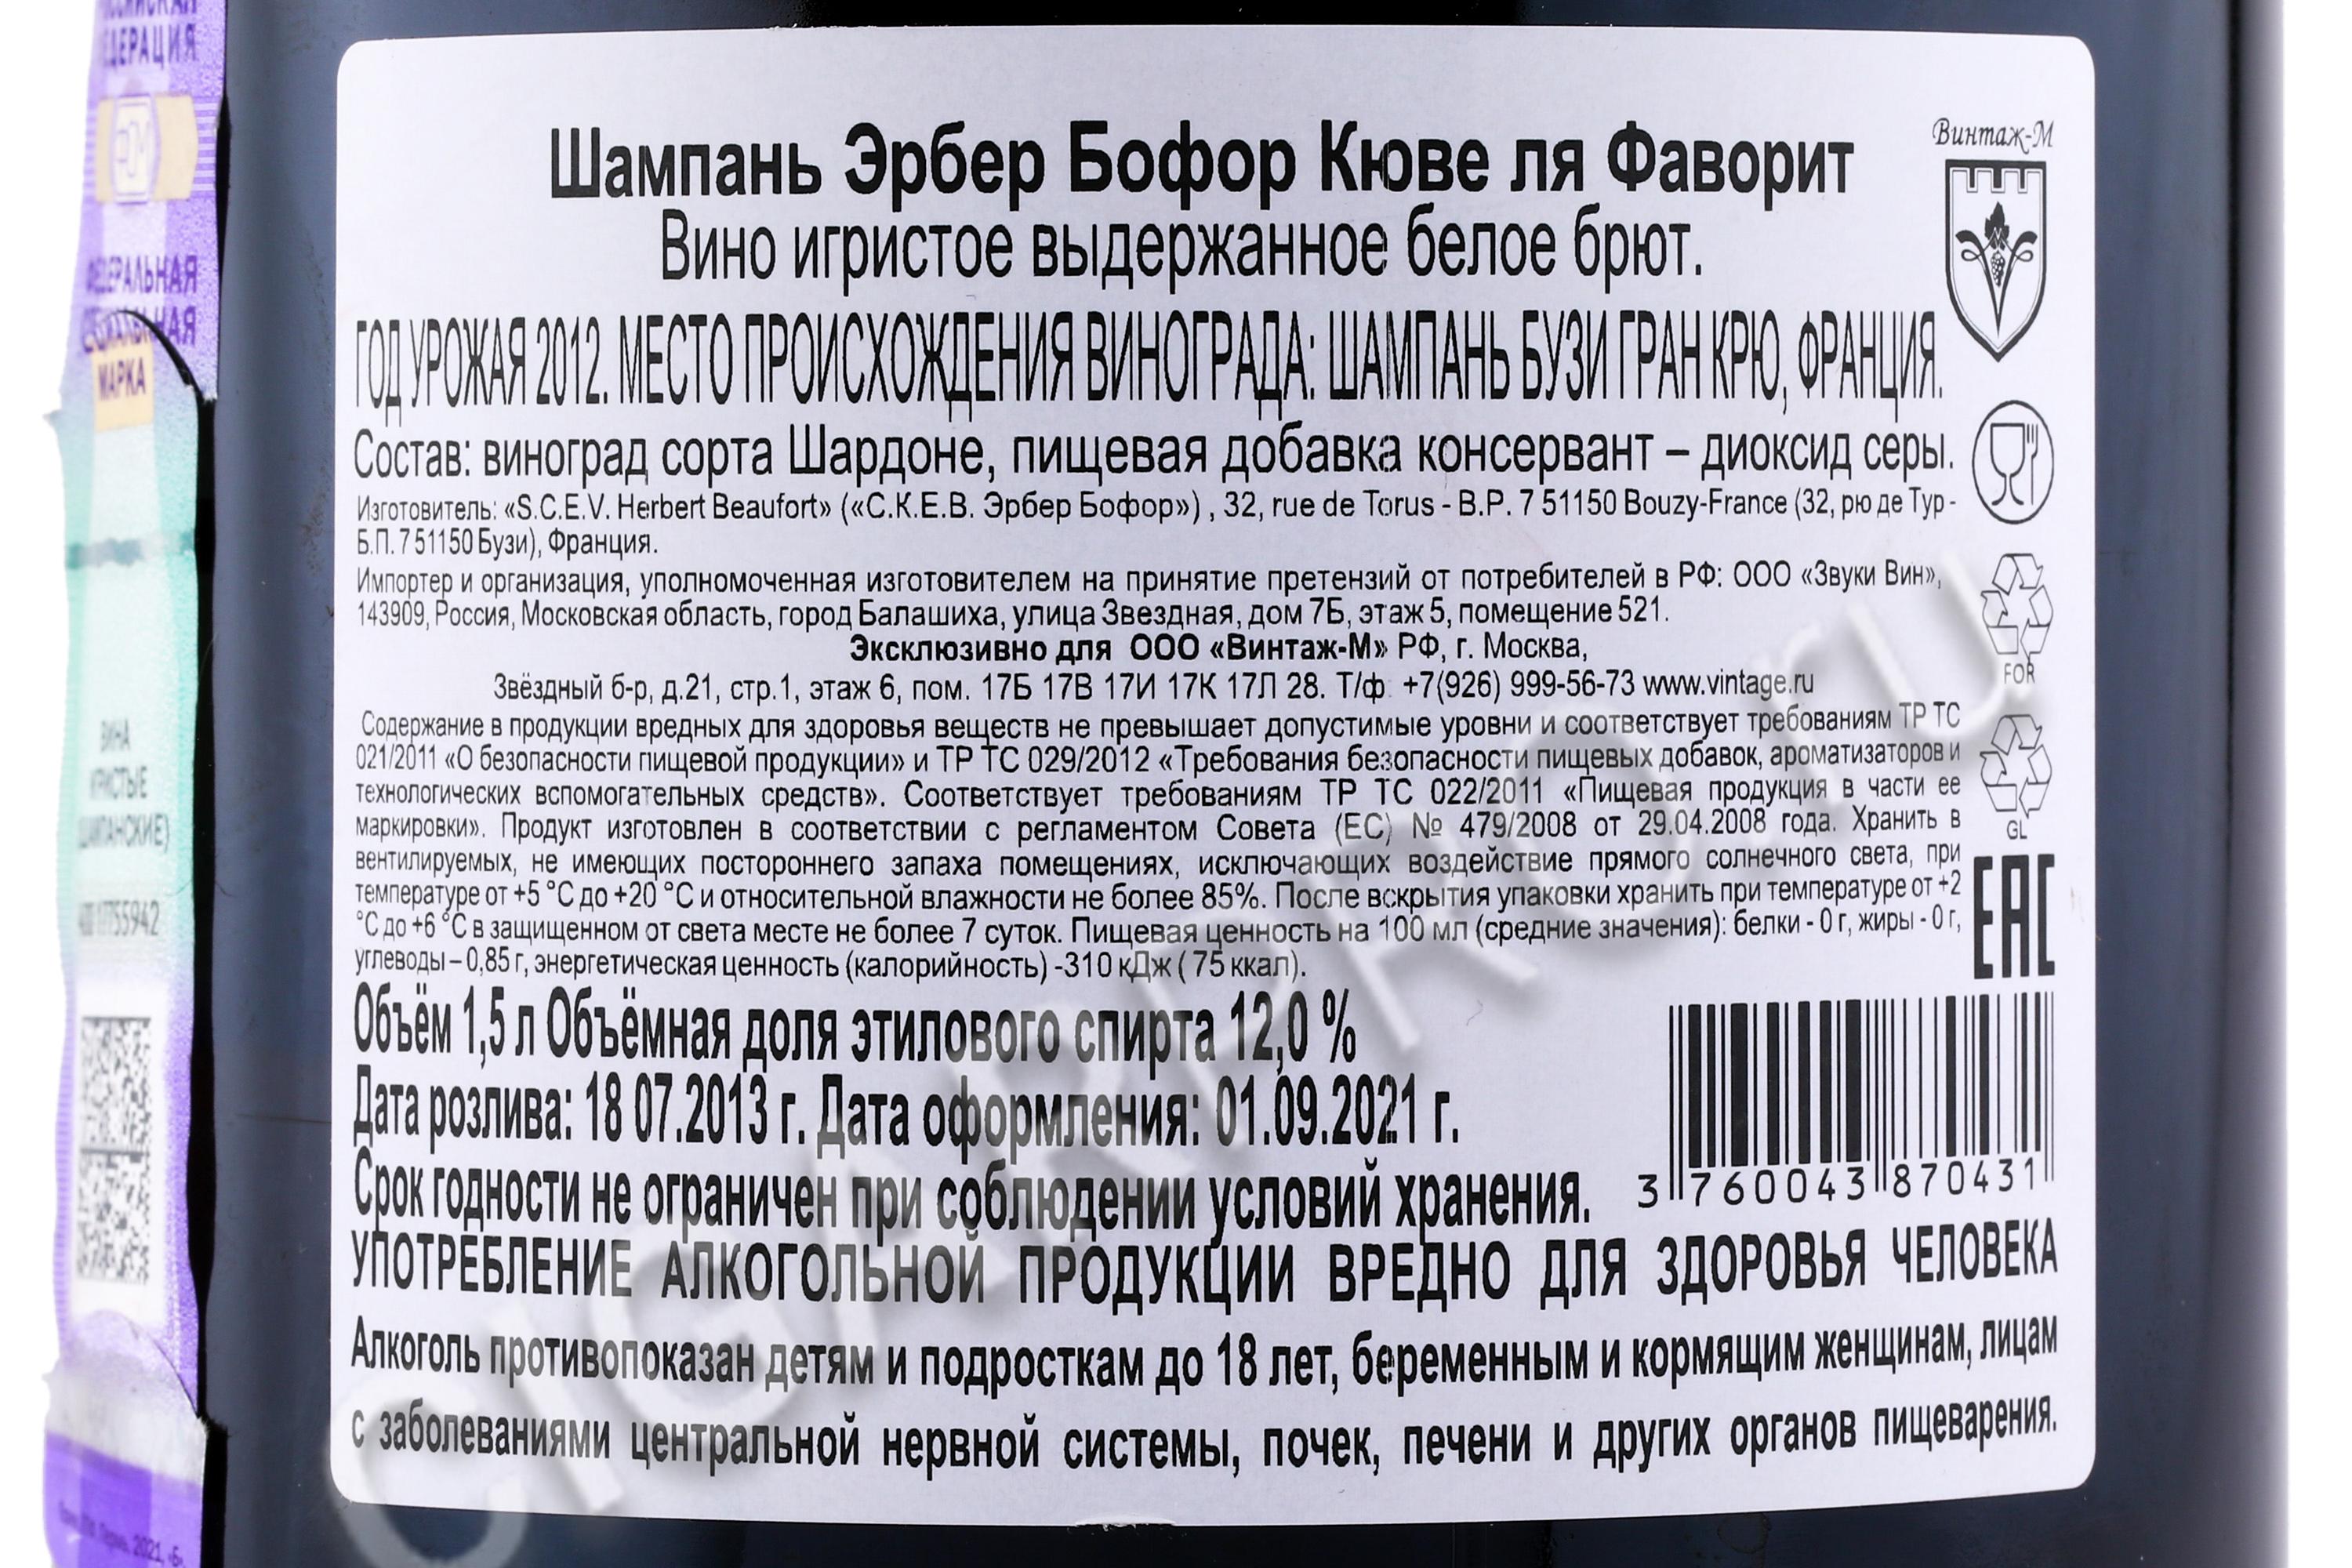 ФЕДЕРАЛЬНАЯ
СПЕЦИАЛЬНАЯ
МАРКА
ВИНА
(ШАМПАНСКИЕ)
Шампань Эрбер Бофор Кюве ля Фаворит
Винтаж-М
Вино игристое выдержанное белое брют.
ГОД УРОЖАЯ 2012. МЕСТО ПРОИСХОЖДЕНИЯ ВИНОГРАДА: ШАМПАНЬ БУЗИ ГРАН КРЮ, ФРАНЦИЯ.
Состав: виноград сорта Шардоне, пищевая добавка консервант – диоксид серы.
Изготовитель: «S.C.E.V. Herbert Beaufort» («С.К.Е.В. Эрбер Бофор») , 32, rue de Torus - B.P. 7 51150 Bouzy-France (32, рю де Тур -
Б.П. 7 51150 Бузи), Франция.
Импортер и организация, уполномоченная изготовителем на принятие претензий от потребителей в РФ: ООО «Звуки Вин»,
143909, Россия, Московская область, город Балашиха, улица Звездная, дом 7Б, этаж 5, помещение 521.
Эксклюзивно для ООО «Винтаж-М» РФ, г. Москва,
Звёздный б-р, д.21, стр.1, этаж 6, пом. 17Б 17В 17И 17К 17Л 28. Т/ф. +7(926) 999-56-73 www.vintage.ru
Содержание в продукции вредных для здоровья веществ не превышает допустимые уровни и соответствует требованиям ТР ТС
021/2011 «О безопасности пищевой продукции» и ТР ТС 029/2012 «Требования безопасности пищевых добавок, ароматизаторов и
технологических вспомогательных средств». Соответствует требованиям ТР ТС 022/2011 «Пищевая продукция в части ее
маркировки». Продукт изготовлен в соответствии с регламентом Совета (ЕС) № 479/2008 от 29.04.2008 года. Хранить в
вентилируемых, не имеющих постороннего запаха помещениях, исключающих воздействие прямого солнечного света, при
температуре от +5 °С до +20 °С и относительной влажности не более 85%. После вскрытия упаковки хранить при температуре от +2
°С до +6 °С в защищенном от света месте не более 7 суток. Пищевая ценность на 100 мл (средние значения): белки - 0 г, жиры - 0 г,
углеводы – 0,85 г, энергетическая ценность (калорийность) -310 кДж ( 75 ккал).
FOR
GL
EAC
Объём 1,5 л Объёмная доля этилового спирта 12,0 %
Дата розлива: 18 07.2013 г. Дата оформления: 01.09.2021 г.
Срок годности не ограничен при соблюдении условий хранения.
3 760043 870431
УПОТРЕБЛЕНИЕ АЛКОГОЛЬНОЙ ПРОДУКЦИИ ВРЕДНО ДЛЯ ЗДОРОВЬЯ ЧЕЛОВЕКА
Алкоголь противопоказан детям и подросткам до 18 лет, беременным и кормящим женщинам, лицам
с заболеваниями центральной нервной системы, почек, печени и других органов пищеварения.
CIGARPRO.ru